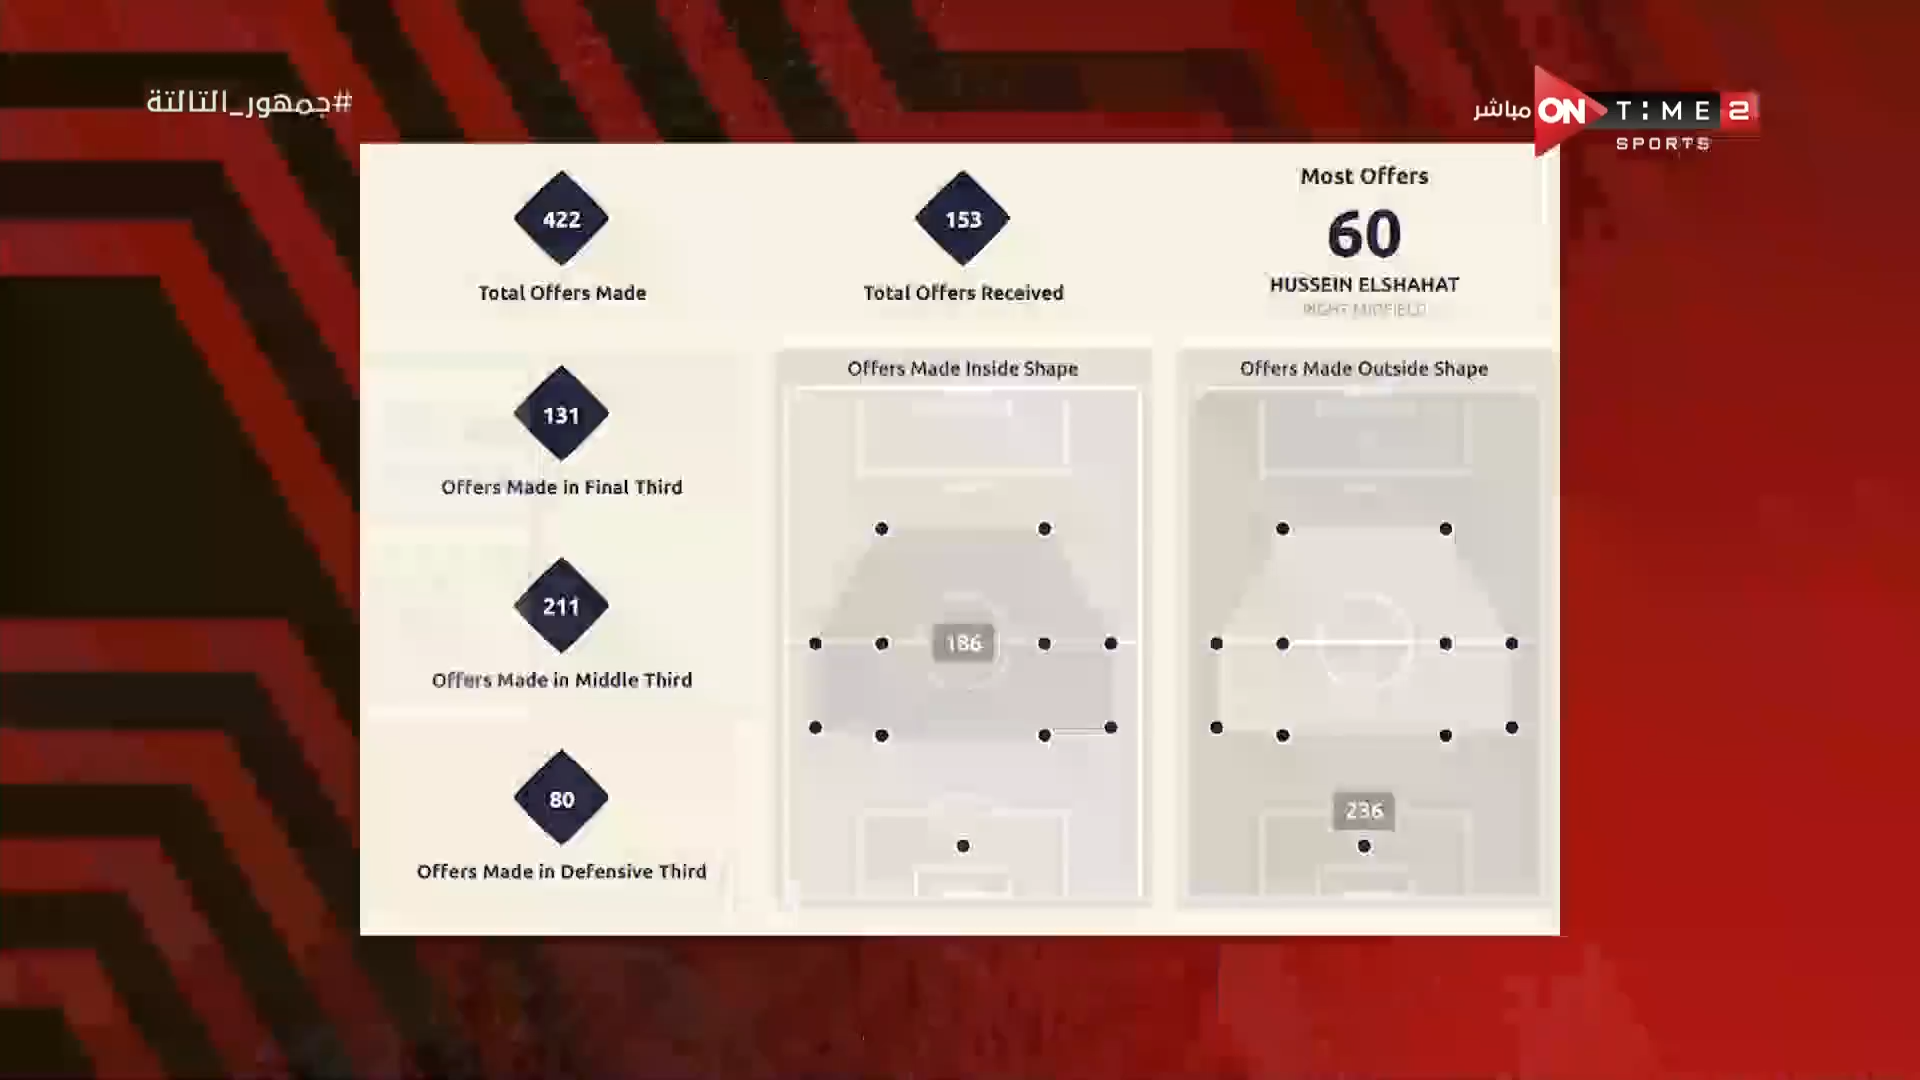 #جمهور_التالتة
مباشر ON TIME 2
SPORTS
422
Total Offers Made
153
Total Offers Received
Most Offers
60
HUSSEIN ELSHAHAT
RIGHT MIDFIELD
131
Offers Made in Final Third
211
Offers Made in Middle Third
80
Offers Made in Defensive Third
Offers Made Inside Shape
186
Offers Made Outside Shape
236